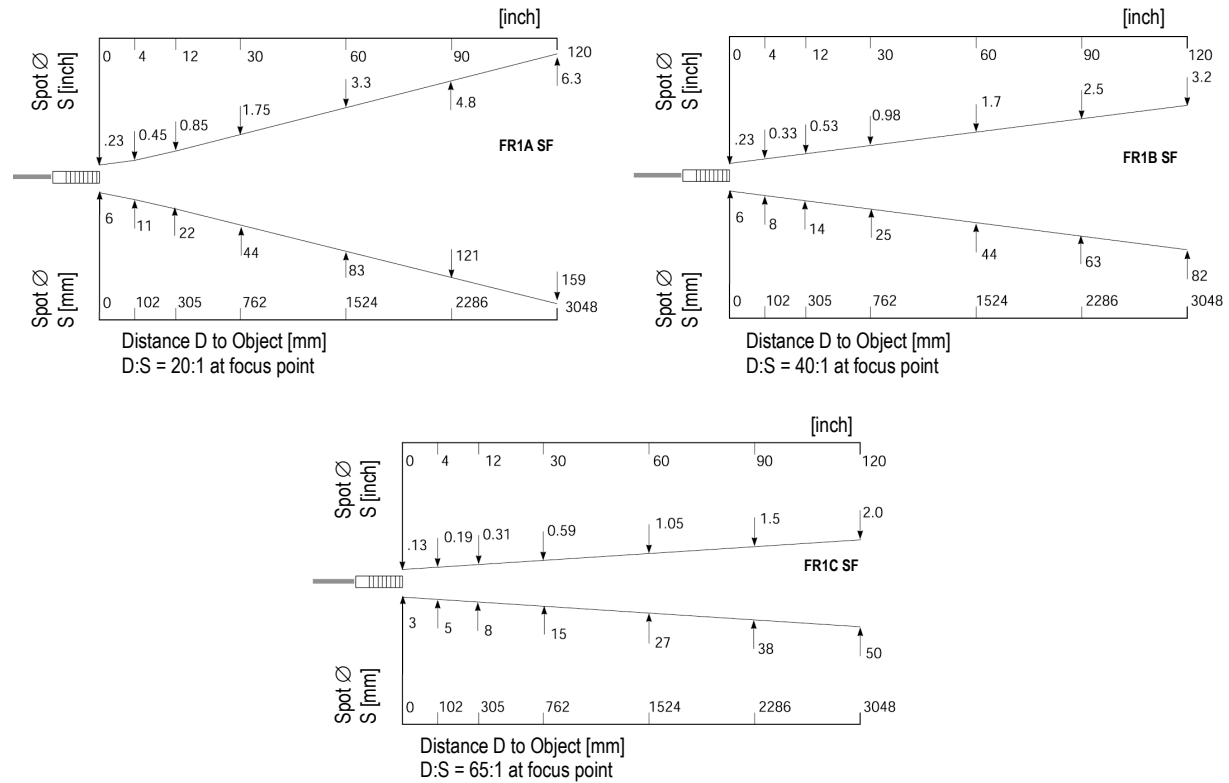 [inch]
Spot Ø
S [inch]
0 4 12 30 60 90 120
.23 0.45 0.85 1.75 3.3 4.8 6.3
FR1A SF
6 11 22 44 83 121 159
Spot Ø
S [mm]
0 102 305 762 1524 2286 3048
Distance D to Object [mm]
D:S = 20:1 at focus point
[inch]
Spot Ø
S [inch]
0 4 12 30 60 90 120
.23 0.33 0.53 0.98 1.7 2.5 3.2
FR1B SF
6 8 14 25 44 63 82
Spot Ø
S [mm]
0 102 305 762 1524 2286 3048
Distance D to Object [mm]
D:S = 40:1 at focus point
[inch]
Spot Ø
S [inch]
0 4 12 30 60 90 120
.13 0.19 0.31 0.59 1.05 1.5 2.0
FR1C SF
3 5 8 15 27 38 50
Spot Ø
S [mm]
0 102 305 762 1524 2286 3048
Distance D to Object [mm]
D:S = 65:1 at focus point